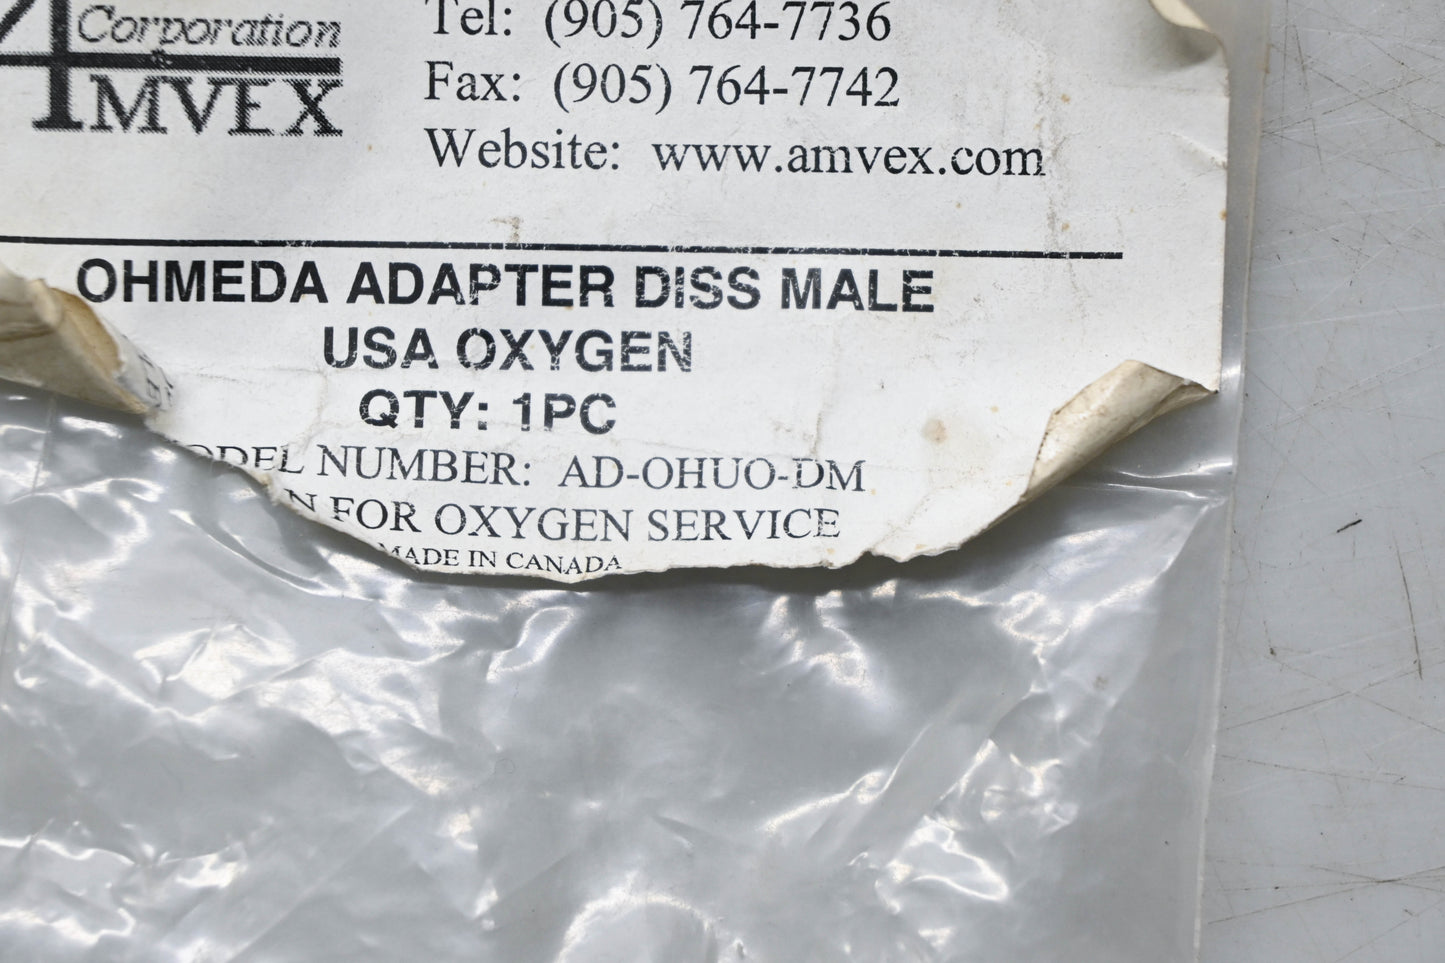 Corporation
AMVEX
Tel: (905) 764-7736
Fax: (905) 764-7742
Website: www.amvex.com
OHMEDA ADAPTER DISS MALE
USA OXYGEN
QTY: 1PC
ODEL NUMBER: AD-OHUO-DM
N FOR OXYGEN SERVICE
MADE IN CANADA